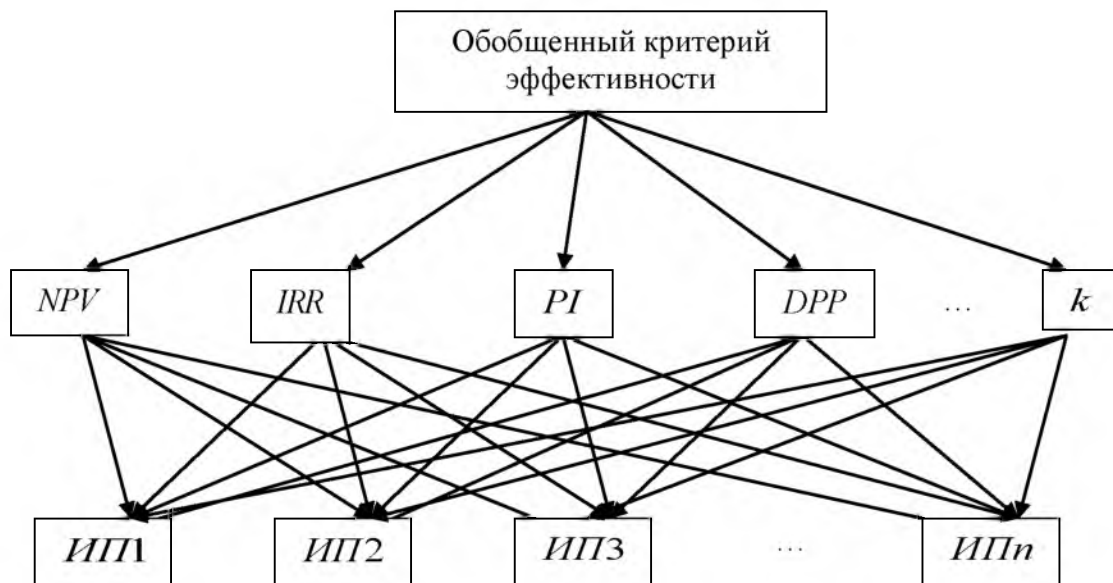 Обобщенный критерий
эффективности
NPV IRR PI DPP ... k
ИП1 ИП2 ИП3 ... ИПn